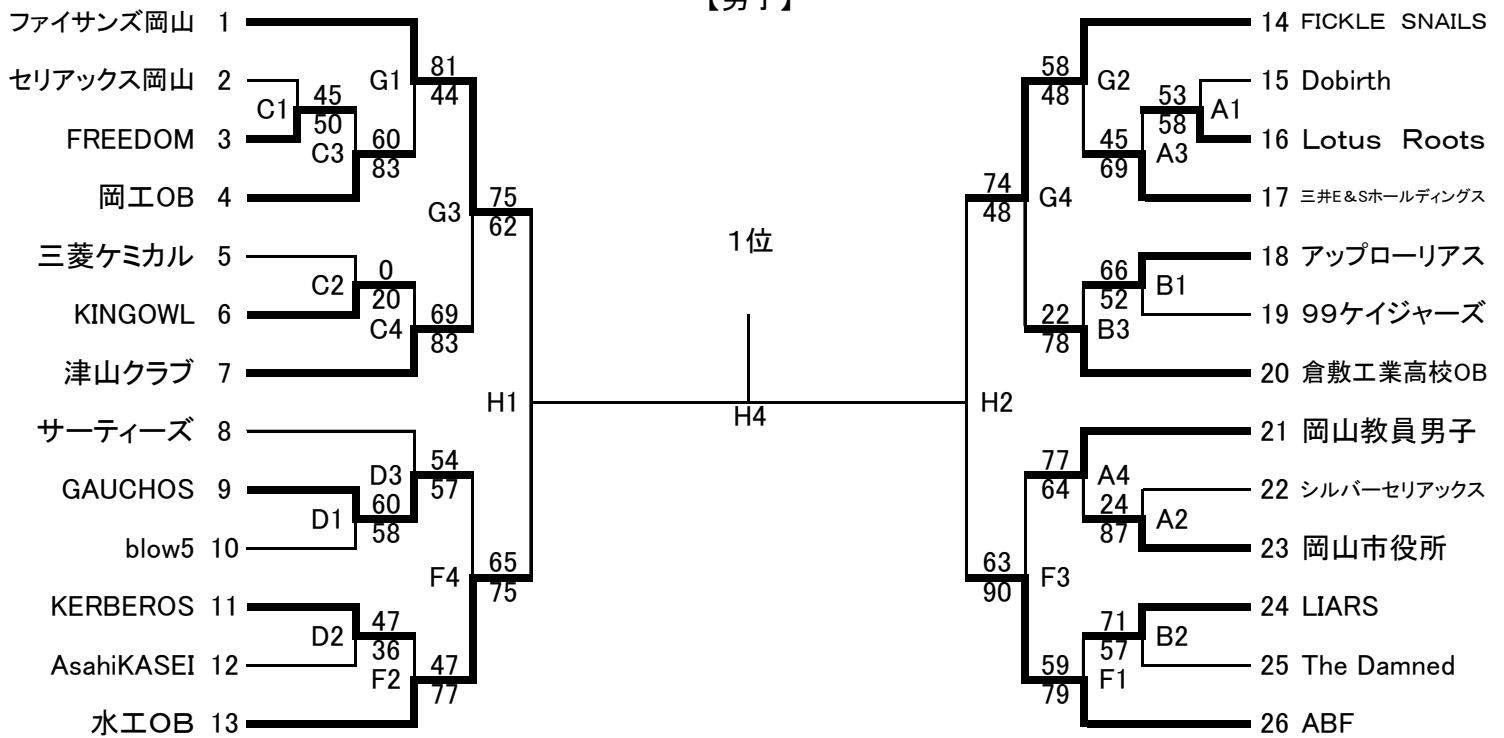 【男子】
ファイサンズ岡山 1
セリアックス岡山 2
FREEDOM 3
岡工OB 4
三菱ケミカル 5
KINGOWL 6
津山クラブ 7
サーティーズ 8
GAUCHOS 9
blow5 10
KERBEROS 11
AsahiKASEI 12
水工OB 13
C1
45
50
C3
60
83
G1
81
44
C2
0
20
C4
69
83
G3
75
62
D1
60
58
D3
54
57
D2
47
36
F2
47
77
F4
65
75
H1
1位
H4
H2
74
48
G4
58
48
G2
53
58
A1
45
69
A3
66
52
B1
22
78
B3
63
90
F3
77
64
A4
24
87
A2
71
57
B2
59
79
F1
14 FICKLE SNAILS
15 Dobirth
16 Lotus Roots
17 三井E&Sホールディングス
18 アップローリアス
19 99ケイジャーズ
20 倉敷工業高校OB
21 岡山教員男子
22 シルバーセリアックス
23 岡山市役所
24 LIARS
25 The Damned
26 ABF